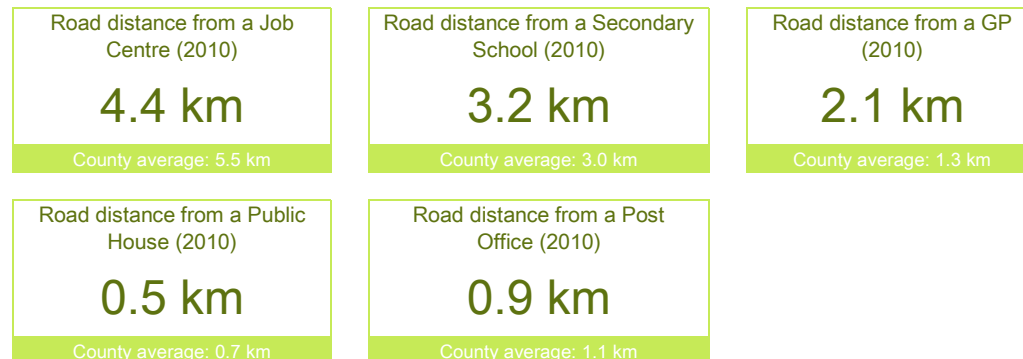 Road distance from a Job
Centre (2010)
4.4 km
County average: 5.5 km
Road distance from a Secondary
School (2010)
3.2 km
County average: 3.0 km
Road distance from a GP
(2010)
2.1 km
County average: 1.3 km
Road distance from a Public
House (2010)
0.5 km
County average: 0.7 km
Road distance from a Post
Office (2010)
0.9 km
County average: 1.1 km